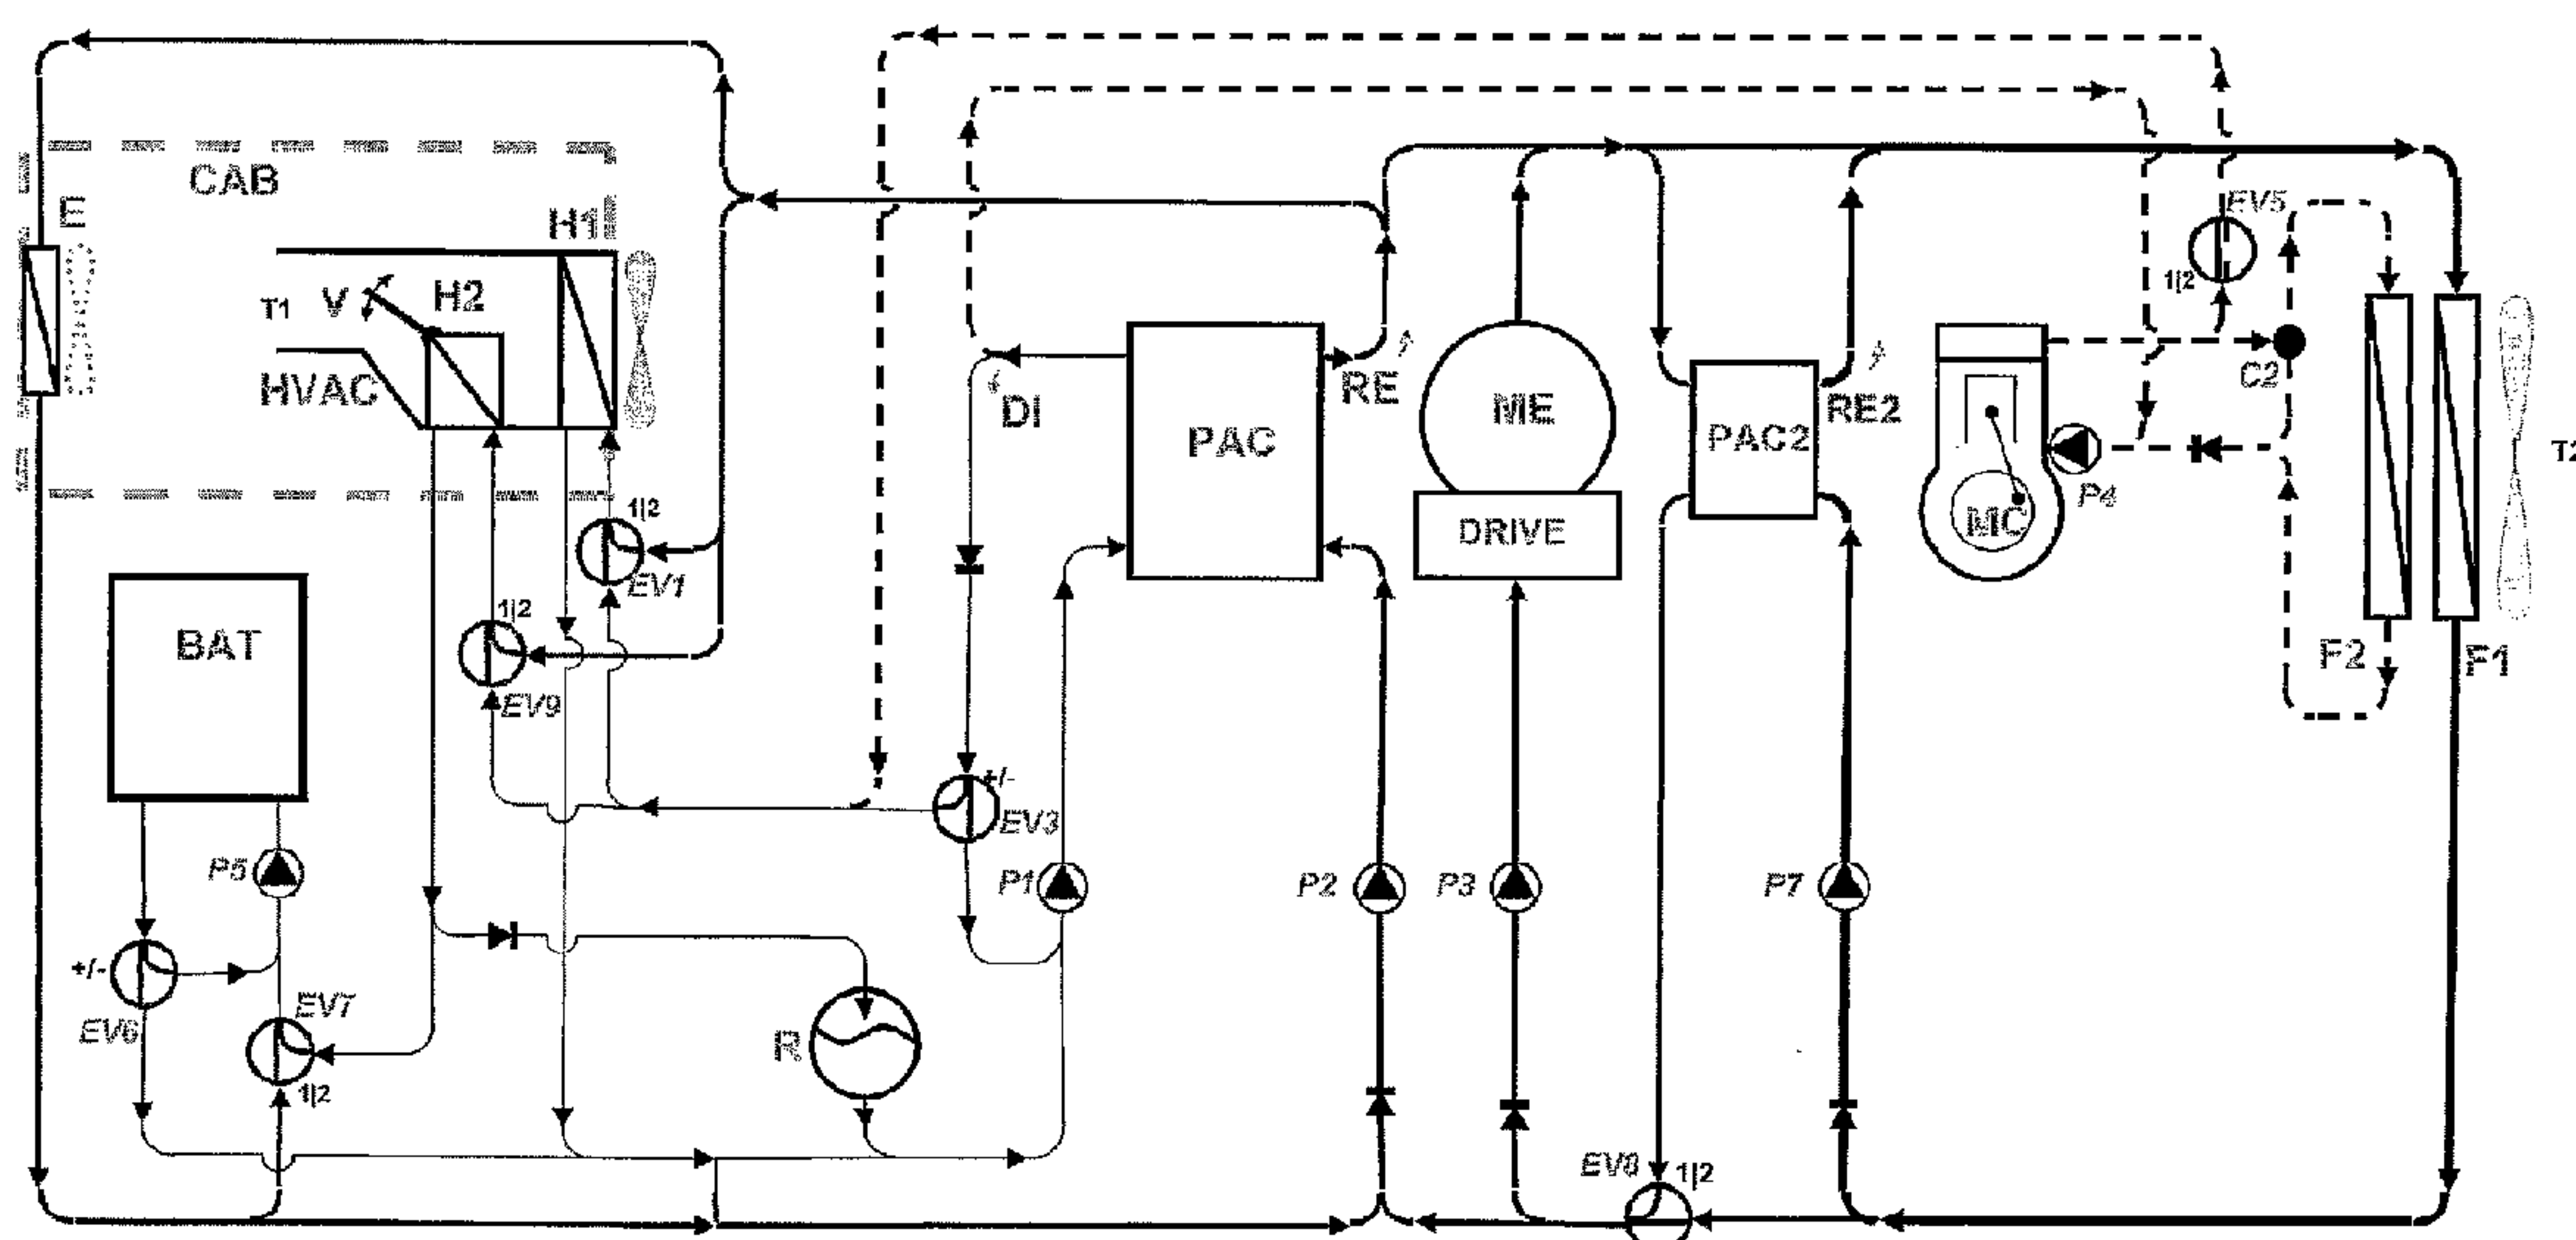 CAB
E
H1
EV5
1|2
T1
V
H2
HVAC
DI
PAC
RE
ME
PAC2
RE2
C2
T2
P4
1|2
EV1
DRIVE
MC
1|2
EV9
BAT
F2
F1
+/-
EV3
P5
P1
P2
P3
P7
+/-
EV6
EV7
1|2
R
EV8
1|2